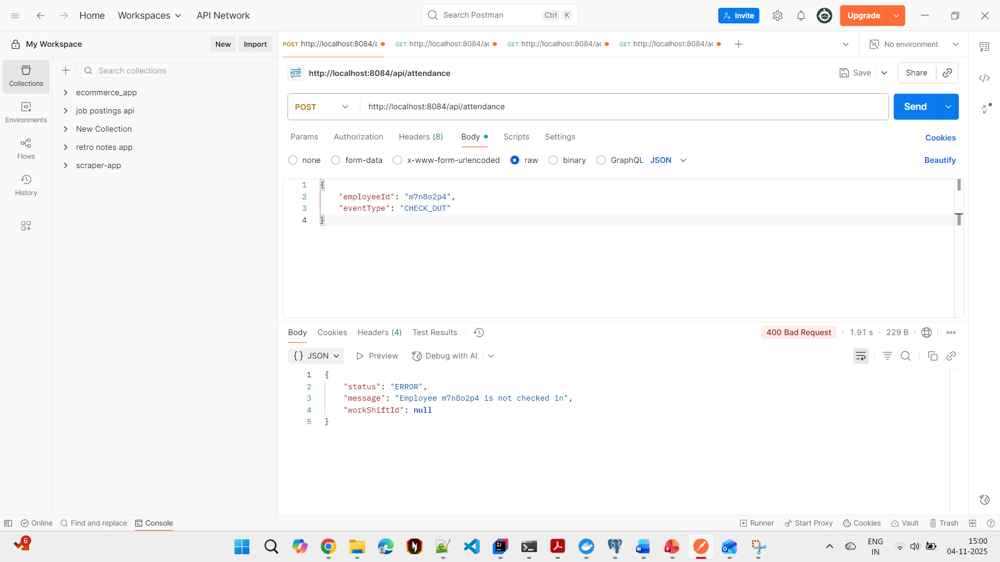 Home
Workspaces
API Network
Search Postman
Ctrl K
Invite
Upgrade
My Workspace
New
Import
POST http://localhost:8084/a
GET http://localhost:8084/ac
GET http://localhost:8084/ac
GET http://localhost:8084/ac
No environment
Collections
Environments
Flows
History
Search collections
ecommerce_app
job postings api
New Collection
retro notes app
scraper-app
HTTP http://localhost:8084/api/attendance
Save
Share
POST
http://localhost:8084/api/attendance
Send
Params
Authorization
Headers (8)
Body
Scripts
Settings
Cookies
none
form-data
x-www-form-urlencoded
raw
binary
GraphQL
JSON
Beautify
1 {
2 "employeeId": "m7n8o2p4",
3 "eventType": "CHECK_OUT"
4 }
Body
Cookies
Headers (4)
Test Results
400 Bad Request
1.91 s
229 B
{} JSON
Preview
Debug with AI
1 {
2 "status": "ERROR",
3 "message": "Employee m7n8o2p4 is not checked in",
4 "workShiftId": null
5 }
Online
Find and replace
Console
Runner
Start Proxy
Cookies
Vault
Trash
6
ENG
IN
15:00
04-11-2025